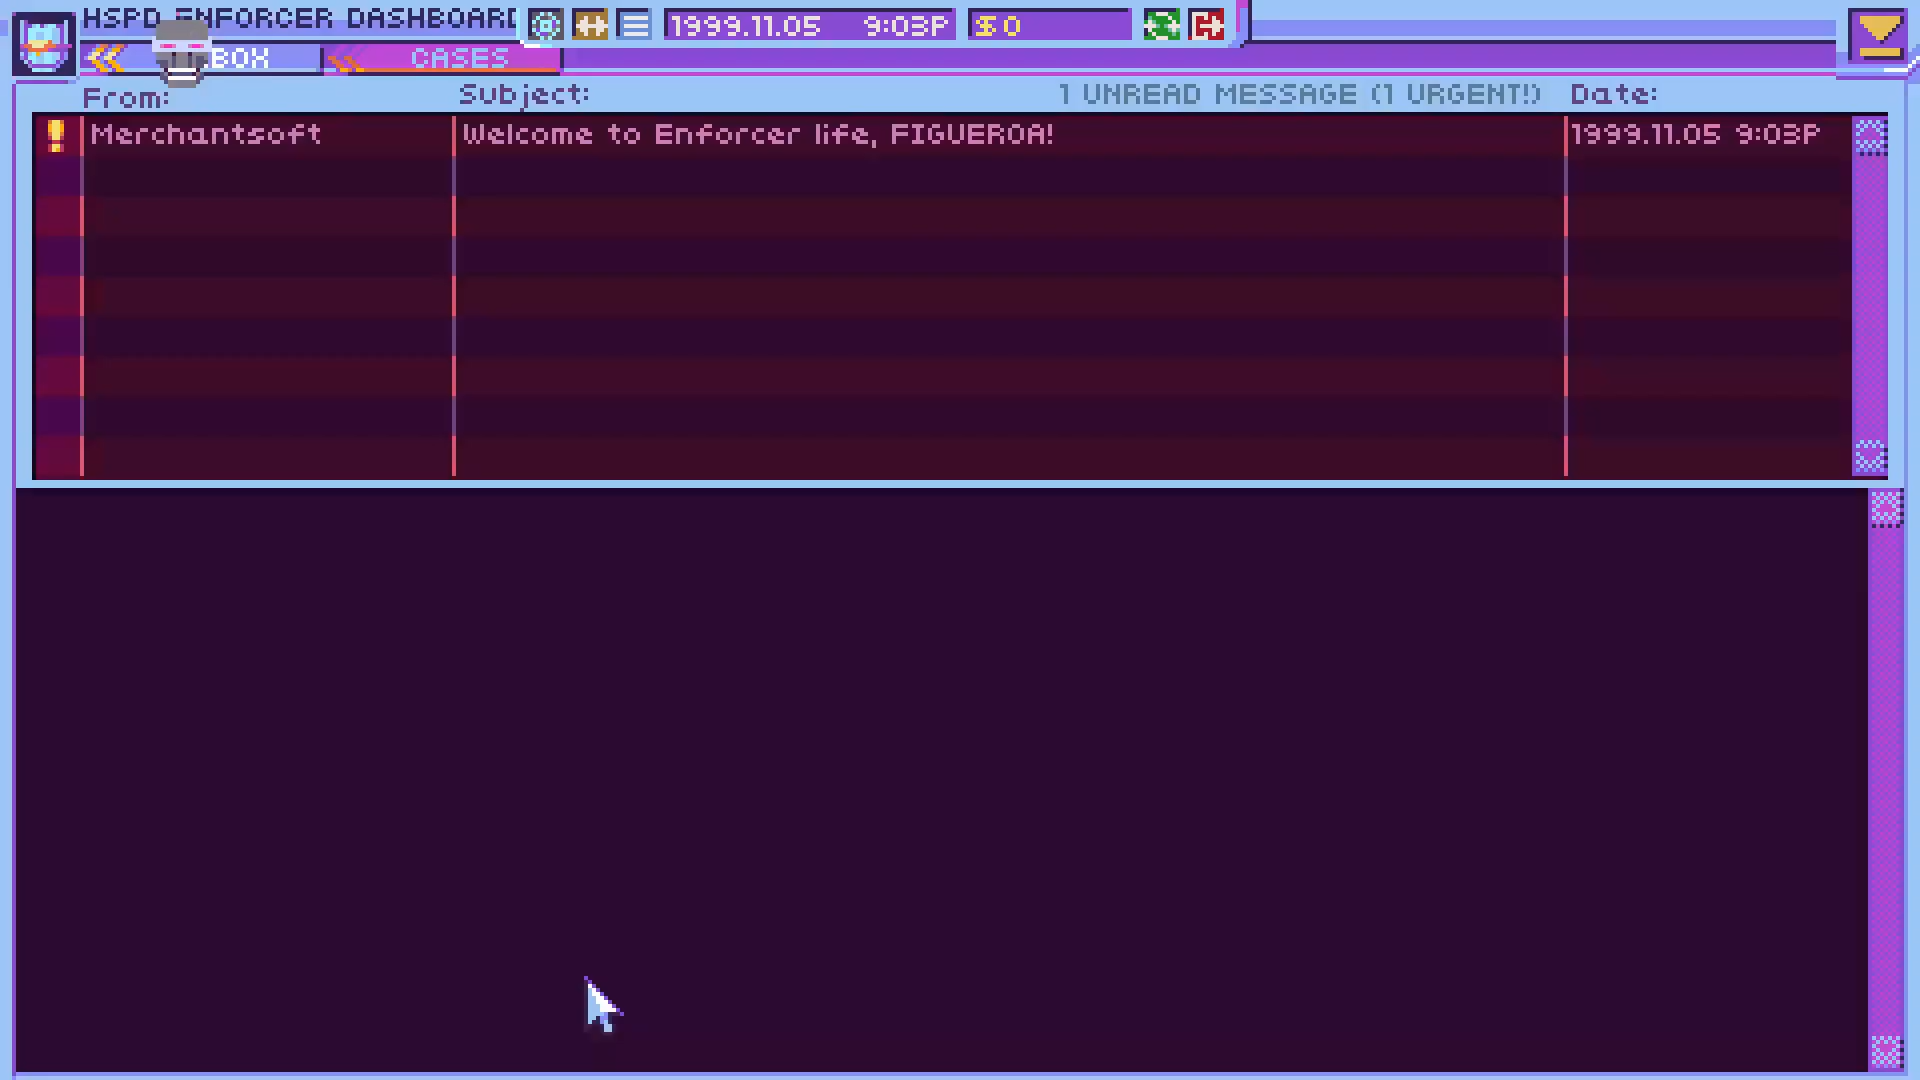 HSPD ENFORCER DASHBOARD
1999.11.05 9:03P
0
CASES
From:
Subject:
1 UNREAD MESSAGE (1 URGENT!)
Date:
! Merchantsoft
Welcome to Enforcer life, FIGUEROA!
1999.11.05 9:03P